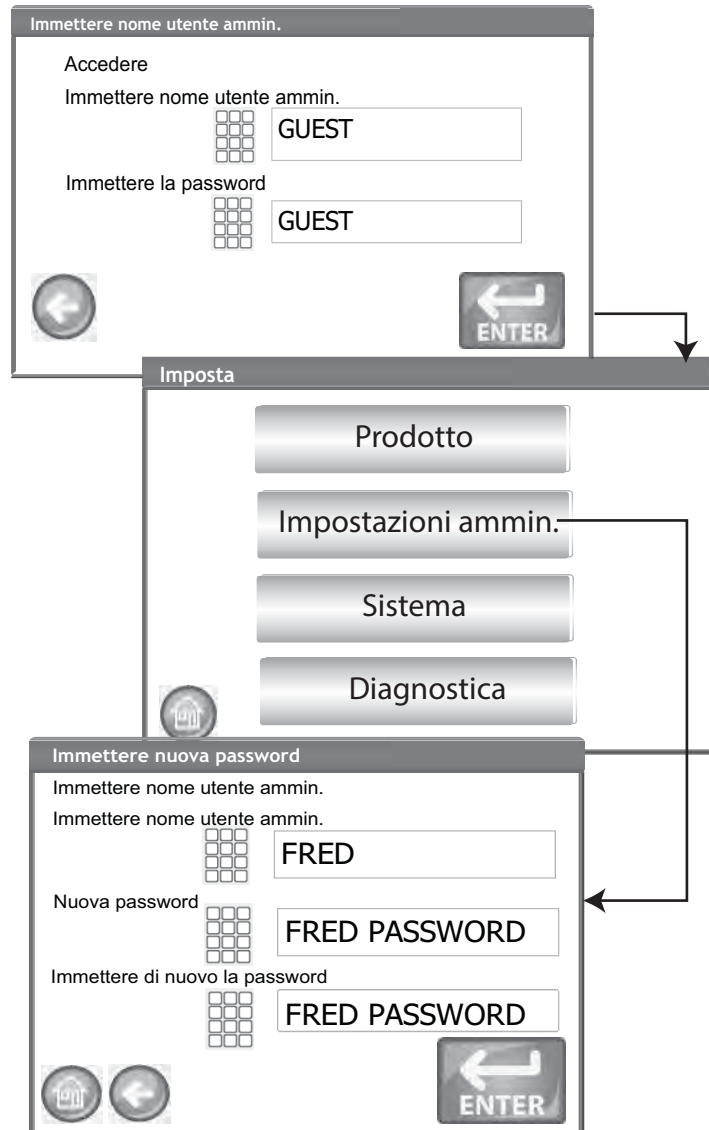 Immettere nome utente ammin.
Accedere
Immettere nome utente ammin.
GUEST
Immettere la password
GUEST
ENTER
Imposta
Prodotto
Impostazioni ammin.
Sistema
Diagnostica
Immettere nuova password
Immettere nome utente ammin.
Immettere nome utente ammin.
FRED
Nuova password
FRED PASSWORD
Immettere di nuovo la password
FRED PASSWORD
ENTER